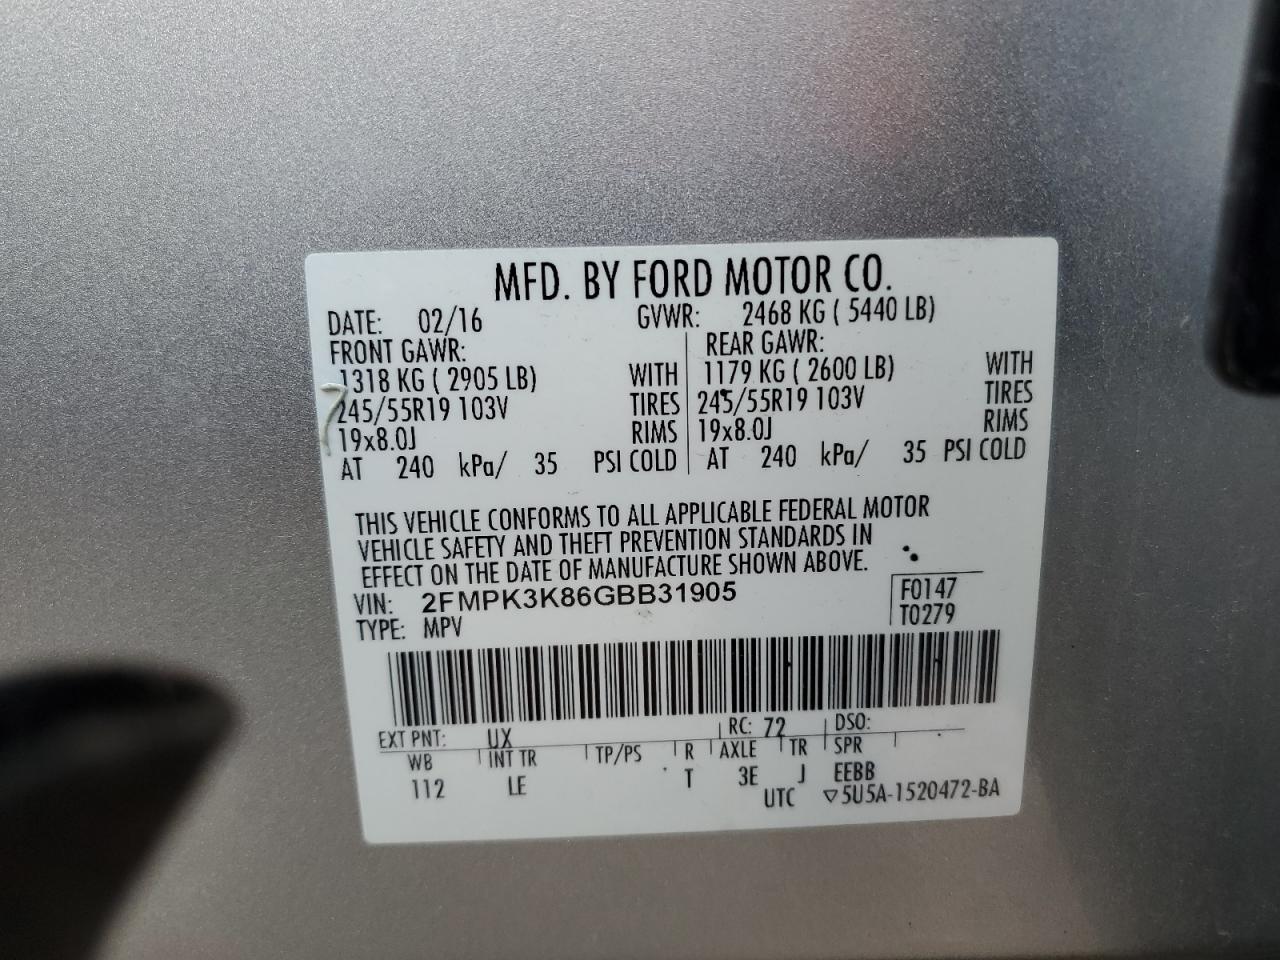 MFD. BY FORD MOTOR CO.
DATE: 02/16 GVWR: 2468 KG ( 5440 LB)
FRONT GAWR: REAR GAWR:
1318 KG ( 2905 LB) WITH 1179 KG ( 2600 LB) WITH
245/55R19 103V TIRES 245/55R19 103V TIRES
19x8.0J RIMS 19x8.0J RIMS
AT 240 kPa/ 35 PSI COLD AT 240 kPa/ 35 PSI COLD
THIS VEHICLE CONFORMS TO ALL APPLICABLE FEDERAL MOTOR
VEHICLE SAFETY AND THEFT PREVENTION STANDARDS IN
EFFECT ON THE DATE OF MANUFACTURE SHOWN ABOVE.
VIN: 2FMPK3K86GBB31905 F0147
TYPE: MPV T0279
EXT PNT: UX RC: 72 DSO:
WB INT TR TP/PS R AXLE TR SPR
112 LE T 3E J EEBB
UTC ▽5U5A-1520472-BA